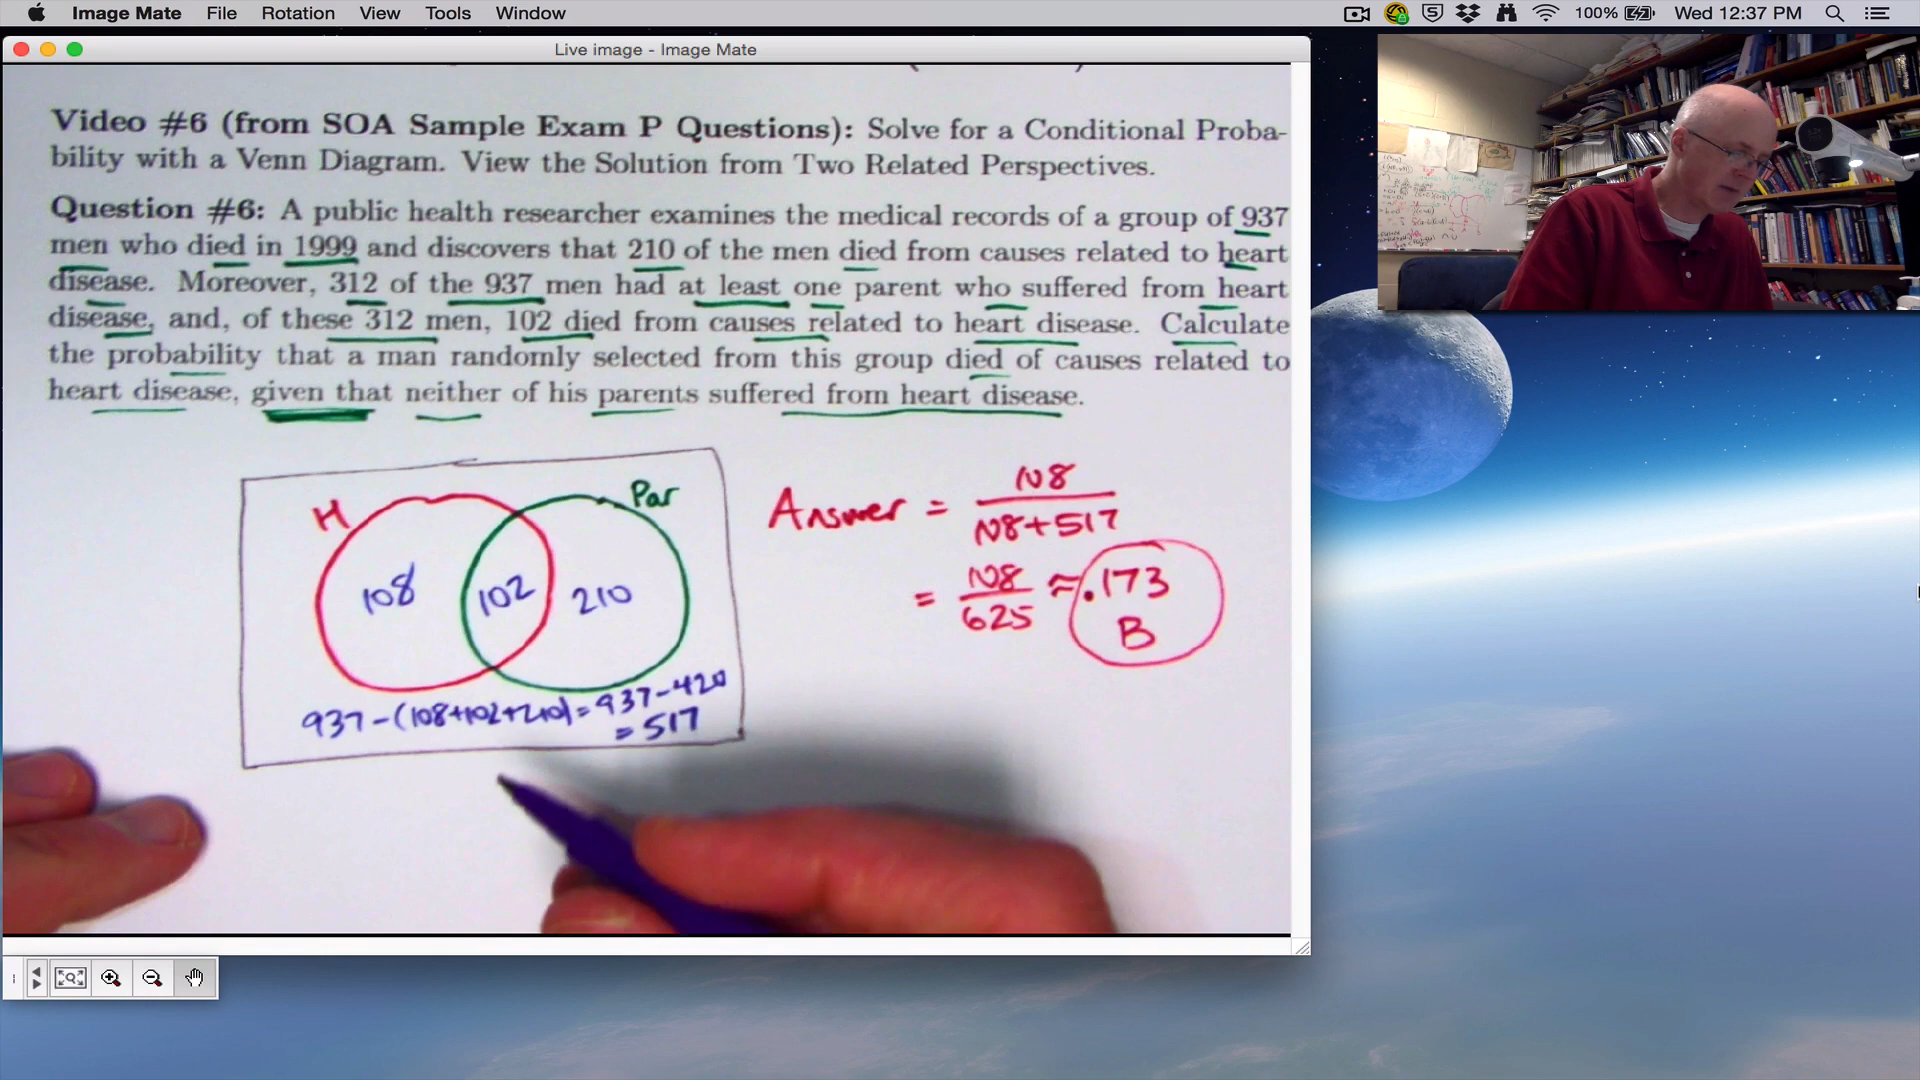 Image Mate File Rotation View Tools Window 100% Wed 12:37 PM
Live image - Image Mate
Video #6 (from SOA Sample Exam P Questions): Solve for a Conditional Proba-
bility with a Venn Diagram. View the Solution from Two Related Perspectives.
Question #6: A public health researcher examines the medical records of a group of 937
men who died in 1999 and discovers that 210 of the men died from causes related to heart
disease. Moreover, 312 of the 937 men had at least one parent who suffered from heart
disease, and, of these 312 men, 102 died from causes related to heart disease. Calculate
the probability that a man randomly selected from this group died of causes related to
heart disease, given that neither of his parents suffered from heart disease.
H Par
108 102 210
937-(108+102+210)=937-420
=517
Answer = 108
108+517
= 108 ≈ .173
625
B